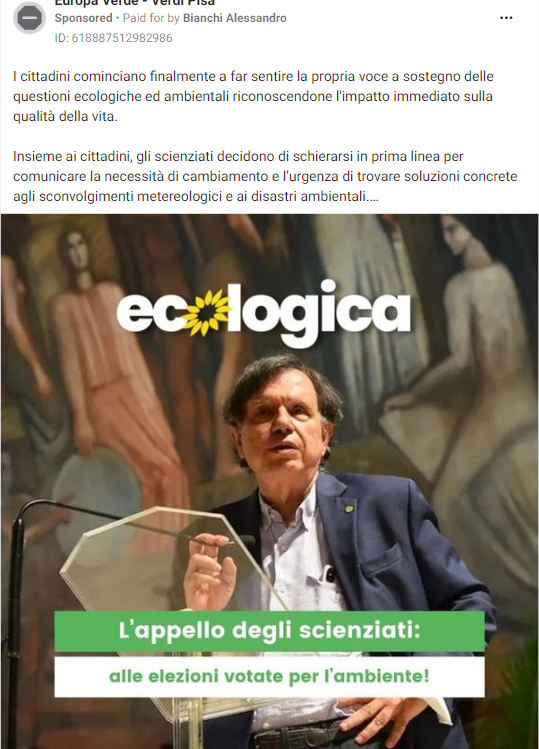 Europa Verde - Verdi Pisa
Sponsored • Paid for by Bianchi Alessandro
ID: 618887512982986
I cittadini cominciano finalmente a far sentire la propria voce a sostegno delle
questioni ecologiche ed ambientali riconoscendone l'impatto immediato sulla
qualità della vita.
Insieme ai cittadini, gli scienziati decidono di schierarsi in prima linea per
comunicare la necessità di cambiamento e l'urgenza di trovare soluzioni concrete
agli sconvolgimenti metereologici e ai disastri ambientali....
ecologica
L'appello degli scienziati:
alle elezioni votate per l'ambiente!